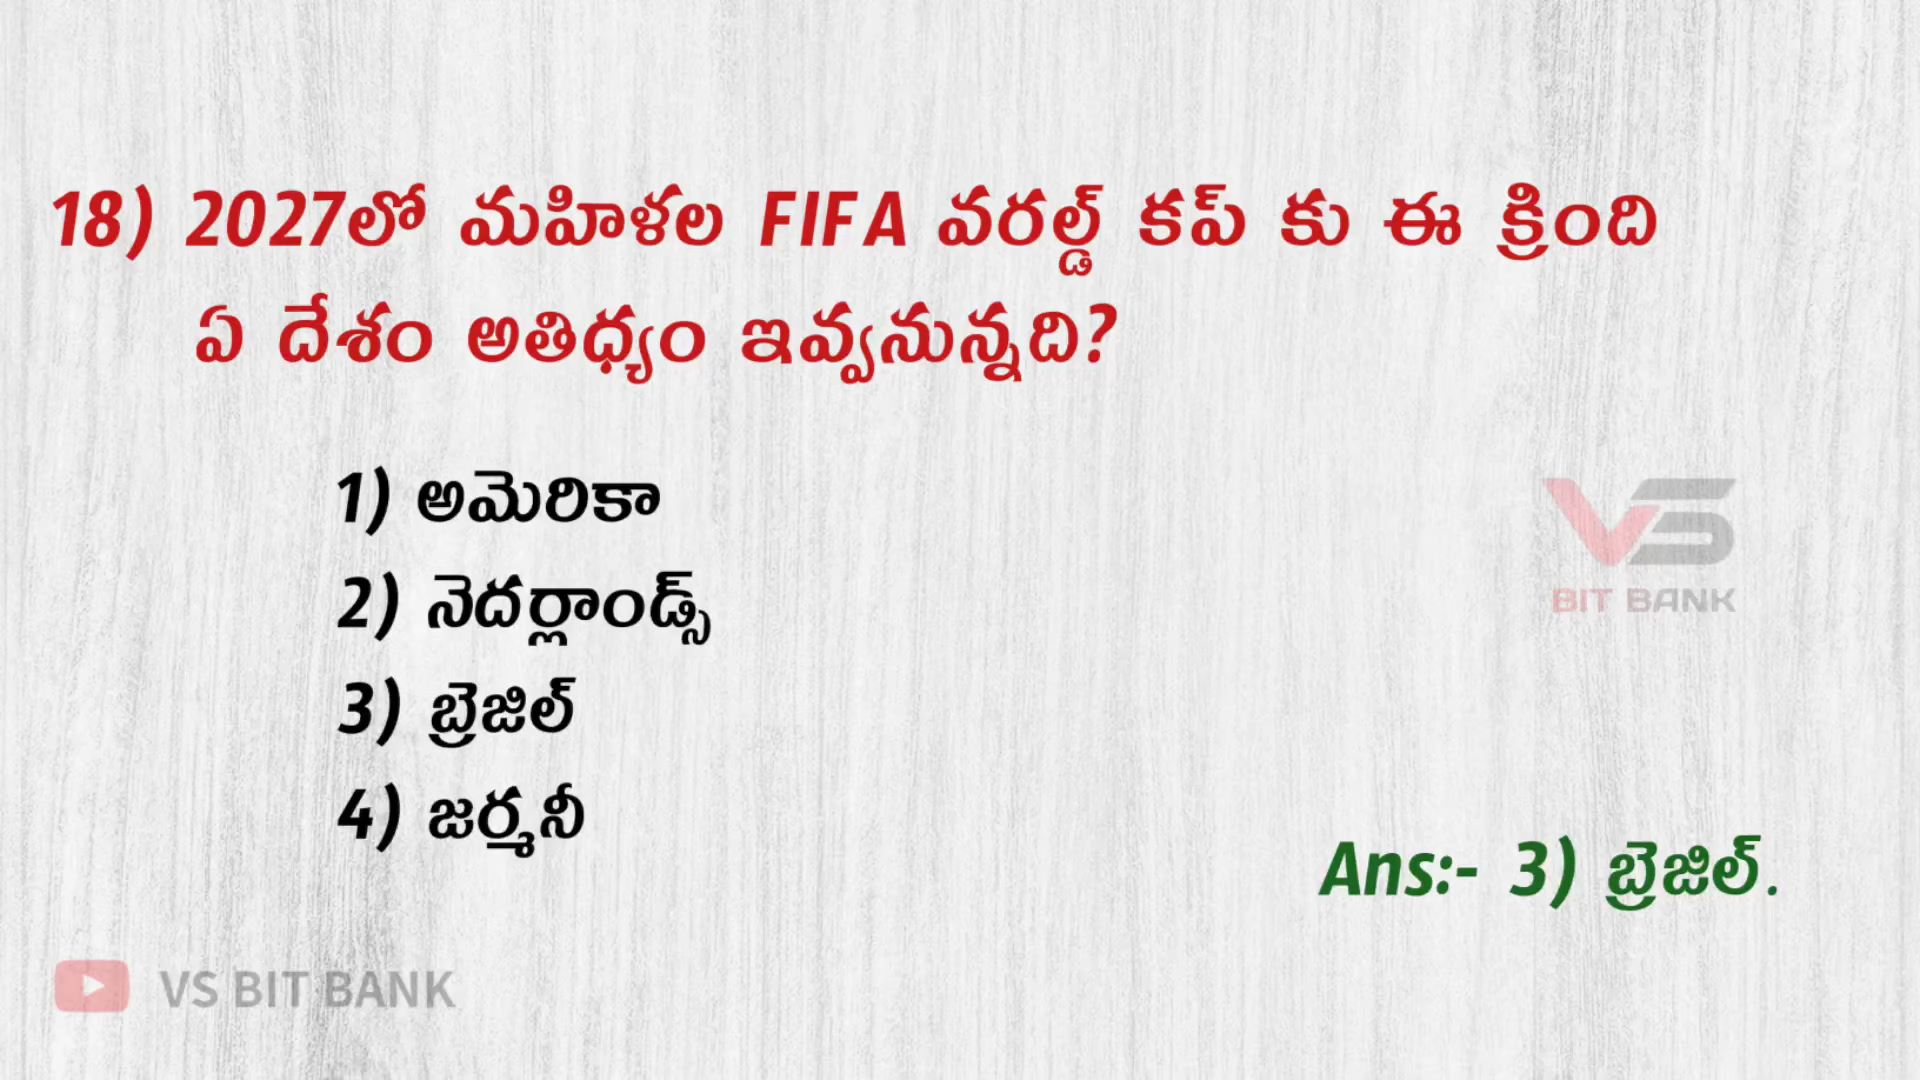 18) 2027లో మహిళల FIFA వరల్డ్ కప్ కు ఈ క్రింది
ఏ దేశం అతిధ్యం ఇవ్వనున్నది?
1) అమెరికా
2) నెదర్లాండ్స్
3) బ్రెజిల్
4) జర్మనీ
VS
BIT BANK
Ans:- 3) బ్రెజిల్.
VS BIT BANK